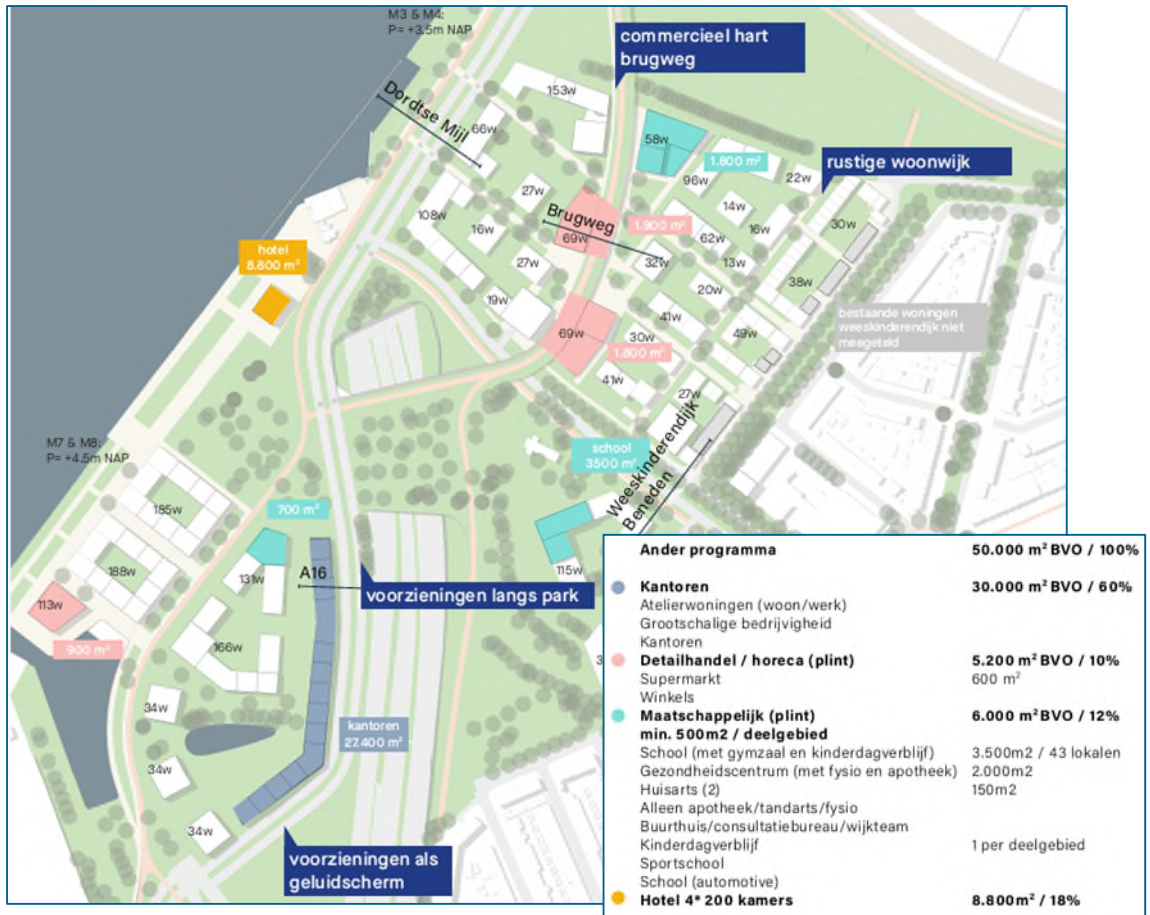 M3 & M4:
P= +3.5m NAP
commercieel hart
brugweg
Dordtse Mijl
153w
66w
58w
1.800 m²
rustige woonwijk
96w
22w
27w
14w
108w
16w
Brugweg
69w
1.900 m²
62w
16w
30w
hotel
8.800 m²
27w
32w
13w
38w
20w
19w
41w
bestaande woningen
weeskinderendijk niet
meegeteld
69w
30w
49w
1.800 m²
41w
27w
M7 & M8:
P= +4.5m NAP
school
3500 m²
Weeskinderendijk
Beneden
185w
700 m²
188w
131w
A16
115w
voorzieningen langs park
113w
900 m²
166w
34w
kantoren
27.400 m²
34w
34w
voorzieningen als
geluidscherm
Ander programma 50.000 m² BVO / 100%
Kantoren 30.000 m² BVO / 60%
Atelierwoningen (woon/werk)
Grootschalige bedrijvigheid
Kantoren
Detailhandel / horeca (plint) 5.200 m² BVO / 10%
Supermarkt 600 m²
Winkels
Maatschappelijk (plint) 6.000 m² BVO / 12%
min. 500m2 / deelgebied
School (met gymzaal en kinderdagverblijf) 3.500m2 / 43 lokalen
Gezondheidscentrum (met fysio en apotheek) 2.000m2
Huisarts (2) 150m2
Alleen apotheek/tandarts/fysio
Buurthuis/consultatiebureau/wijkteam
Kinderdagverblijf 1 per deelgebied
Sportschool
School (automotive)
Hotel 4* 200 kamers 8.800m² / 18%